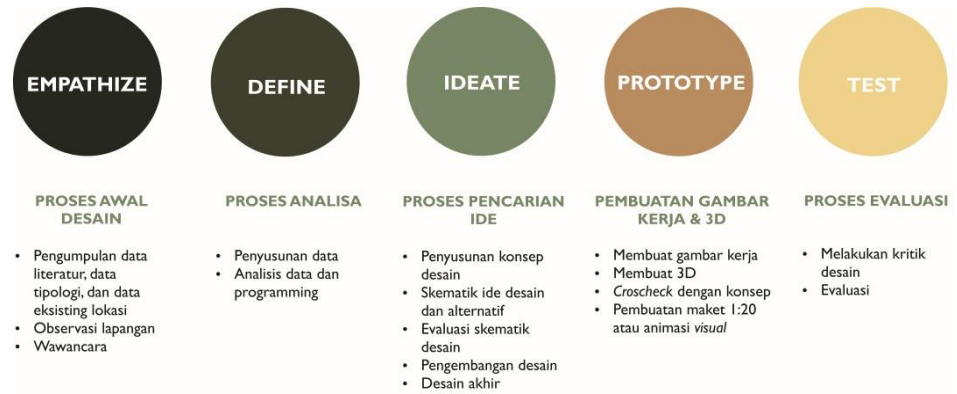 EMPATHIZE
DEFINE
IDEATE
PROTOTYPE
TEST
PROSES AWAL
DESAIN
• Pengumpulan data
literatur, data
tipologi, dan data
eksisting lokasi
• Observasi lapangan
• Wawancara
PROSES ANALISA
• Penyusunan data
• Analisis data dan
programming
PROSES PENCARIAN
IDE
• Penyusunan konsep
desain
• Skematik ide desain
dan alternatif
• Evaluasi skematik
desain
• Pengembangan desain
• Desain akhir
PEMBUATAN GAMBAR
KERJA & 3D
• Membuat gambar kerja
• Membuat 3D
• Croscheck dengan konsep
• Pembuatan maket 1:20
atau animasi visual
PROSES EVALUASI
• Melakukan kritik
desain
• Evaluasi